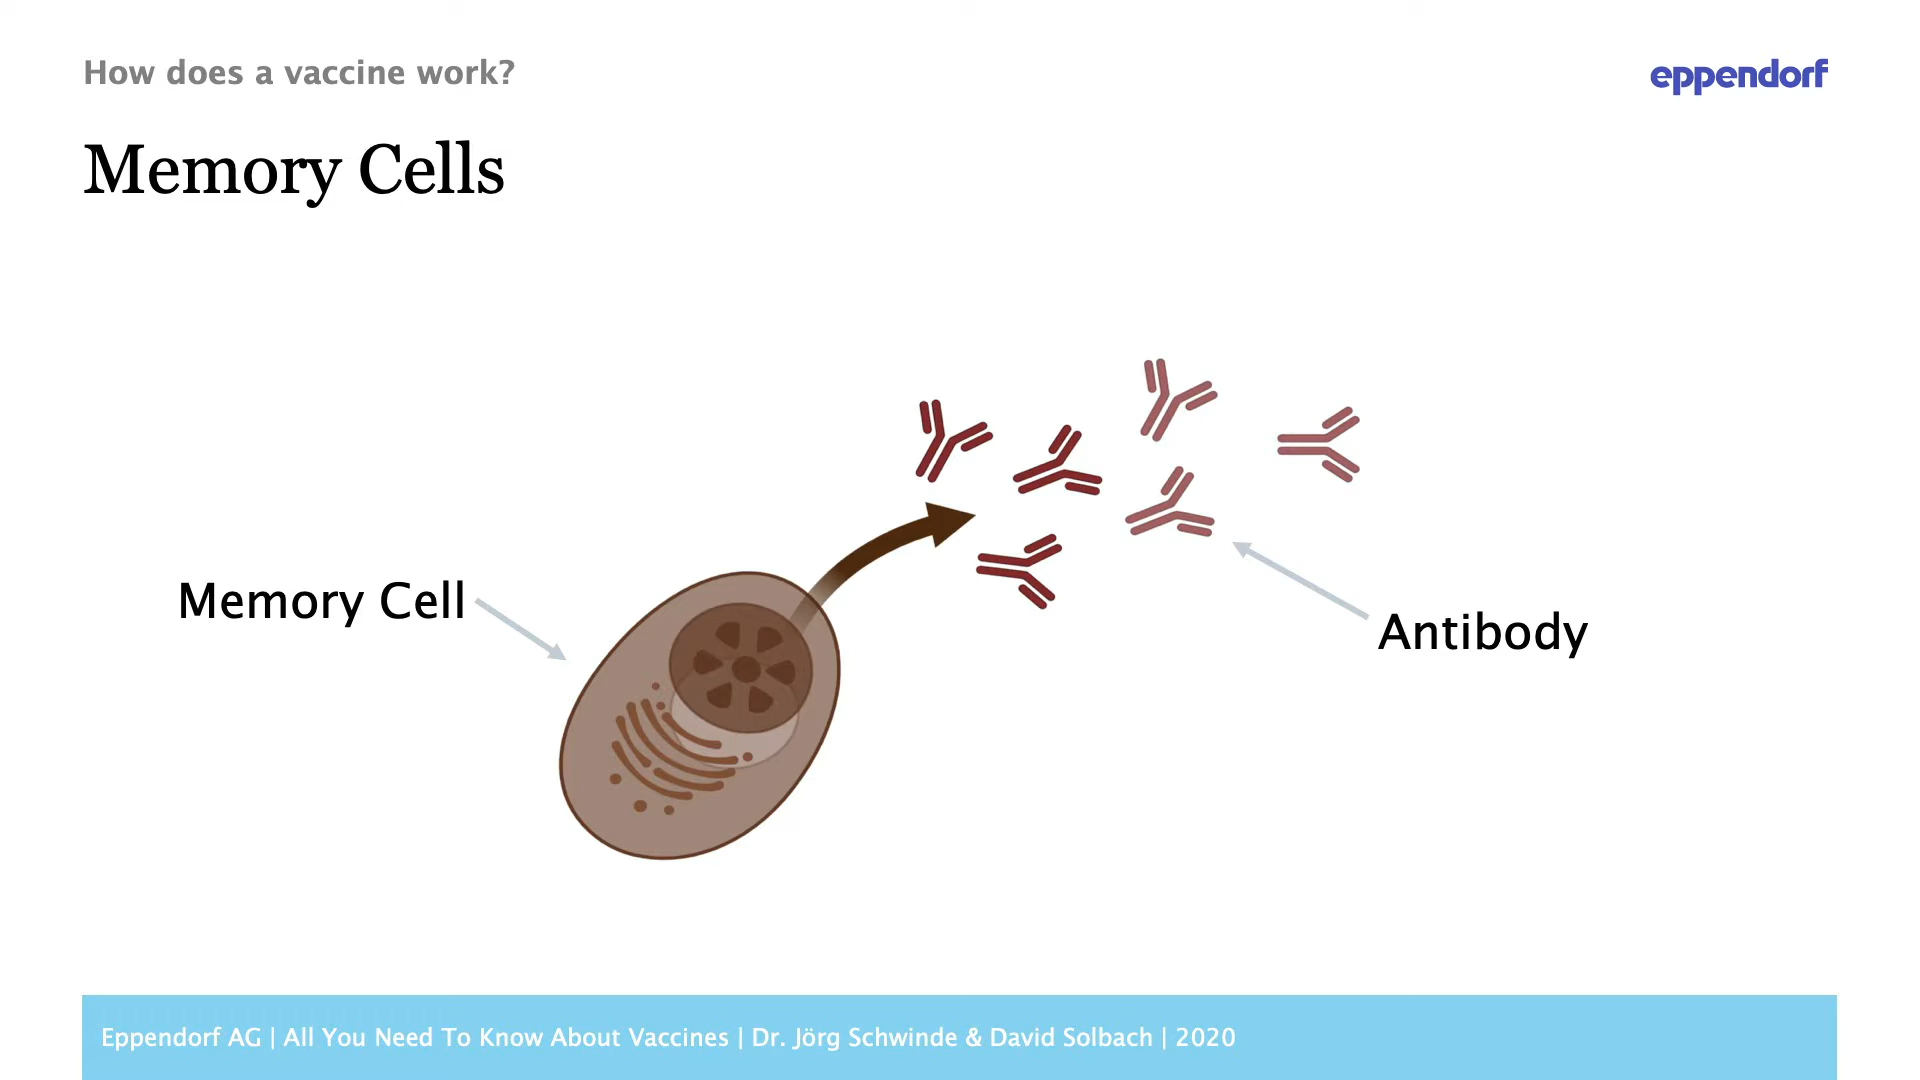 How does a vaccine work?
eppendorf
Memory Cells
Memory Cell
Antibody
Eppendorf AG | All You Need To Know About Vaccines | Dr. Jörg Schwinde & David Solbach | 2020